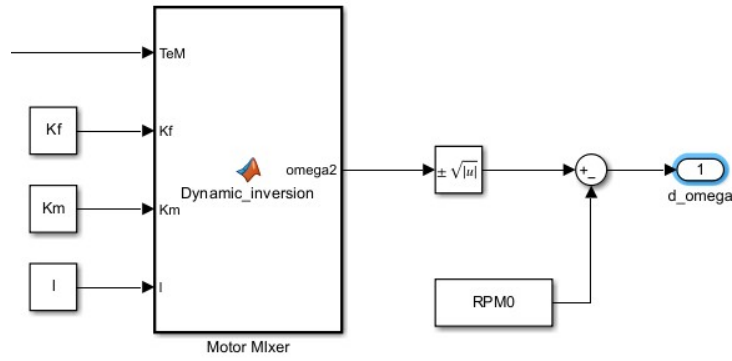 TeM
Kf
Kf
omega2
± √|u|
+
−
1
Dynamic_inversion
d_omega
Km
Km
RPM0
l
l
Motor MIxer